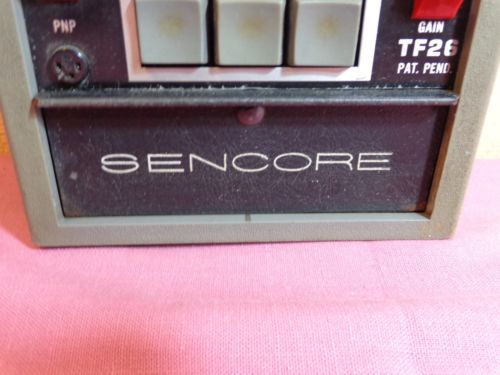 PNP
GAIN
TF26
PAT. PEND.
SENCORE